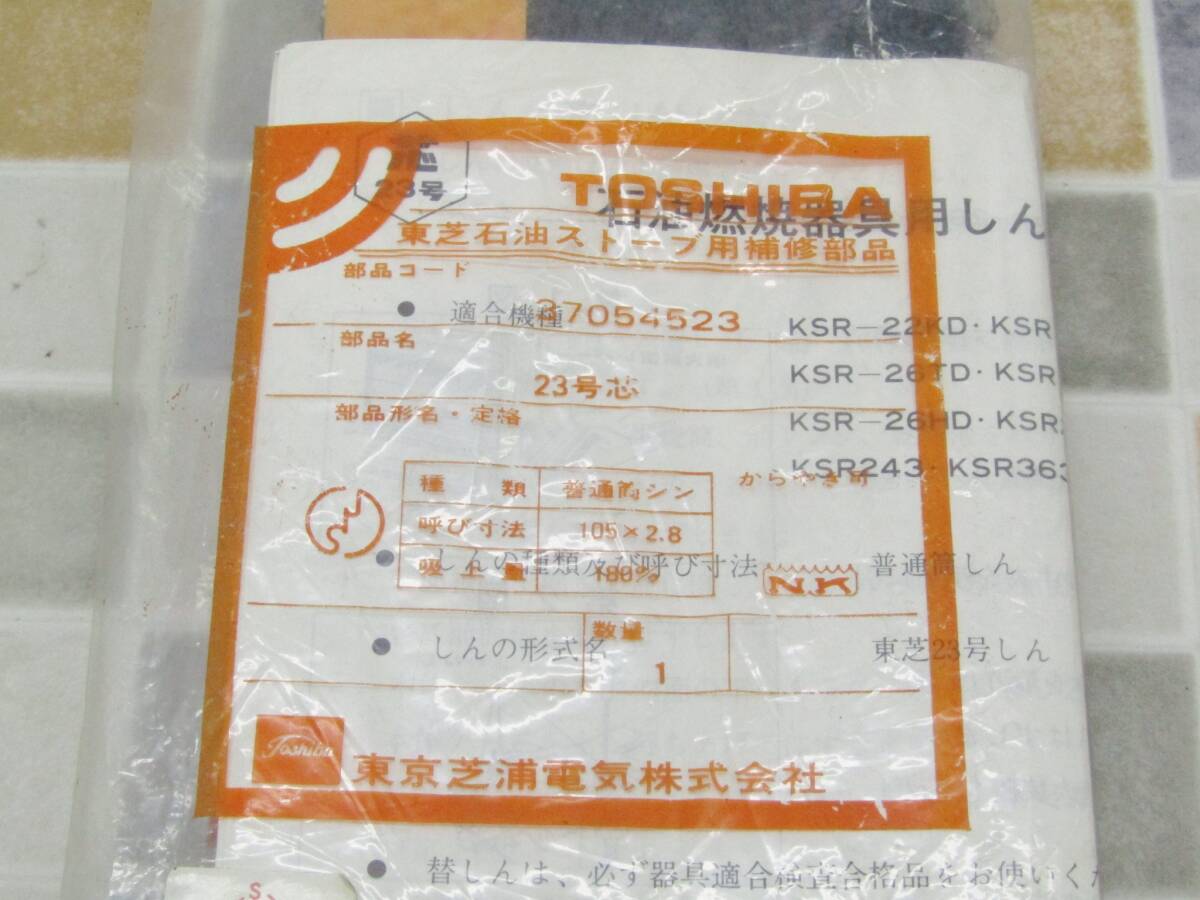 芯
23号
TOSHIBA
石油燃焼器具用しん
東芝石油ストーブ用補修部品
部品コード
37054523
適合機種
KSR-22KD・KSR
部品名
23号芯
KSR-26TD・KSR
部品形名・定格
KSR-26HD・KSR
KSR243・KSR363
からやき可
種 類 普通筒シン
呼び寸法 105×2.8
吸上量 180%
しんの種類及び呼び寸法 普通筒しん
N.K
しんの形式名 東芝23号しん
数量
1
Toshiba
東京芝浦電気株式会社
替しんは、必ず器具適合検査合格品をお使いくだ
S